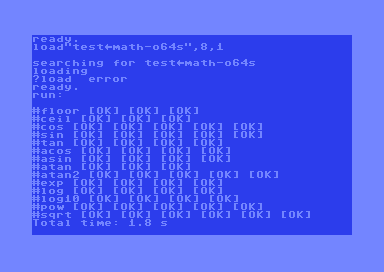 ready.
load"test←math-o64s",8,1
searching for test←math-o64s
loading
?load  error
ready.
run:
#floor [OK] [OK] [OK]
#ceil [OK] [OK] [OK]
#cos [OK] [OK] [OK] [OK] [OK]
#sin [OK] [OK] [OK] [OK] [OK]
#tan [OK] [OK] [OK] [OK]
#acos [OK] [OK] [OK] [OK]
#asin [OK] [OK] [OK] [OK]
#atan [OK] [OK] [OK]
#atan2 [OK] [OK] [OK] [OK] [OK]
#exp [OK] [OK] [OK] [OK]
#log [OK] [OK] [OK] [OK]
#log10 [OK] [OK] [OK] [OK]
#pow [OK] [OK] [OK] [OK] [OK]
#sqrt [OK] [OK] [OK] [OK] [OK] [OK]
Total time: 1.8 s